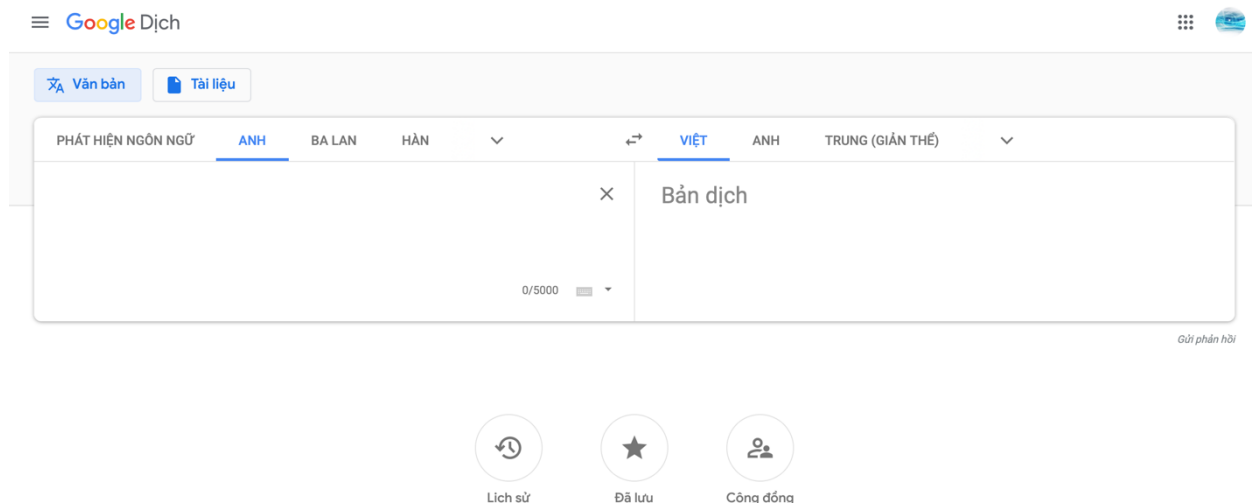 Google Dịch
Văn bản
Tài liệu
PHÁT HIỆN NGÔN NGỮ ANH BA LAN HÀN VIỆT ANH TRUNG (GIẢN THỂ)
Bản dịch
0/5000
Gửi phản hồi
Lịch sử Đã lưu Cộng đồng